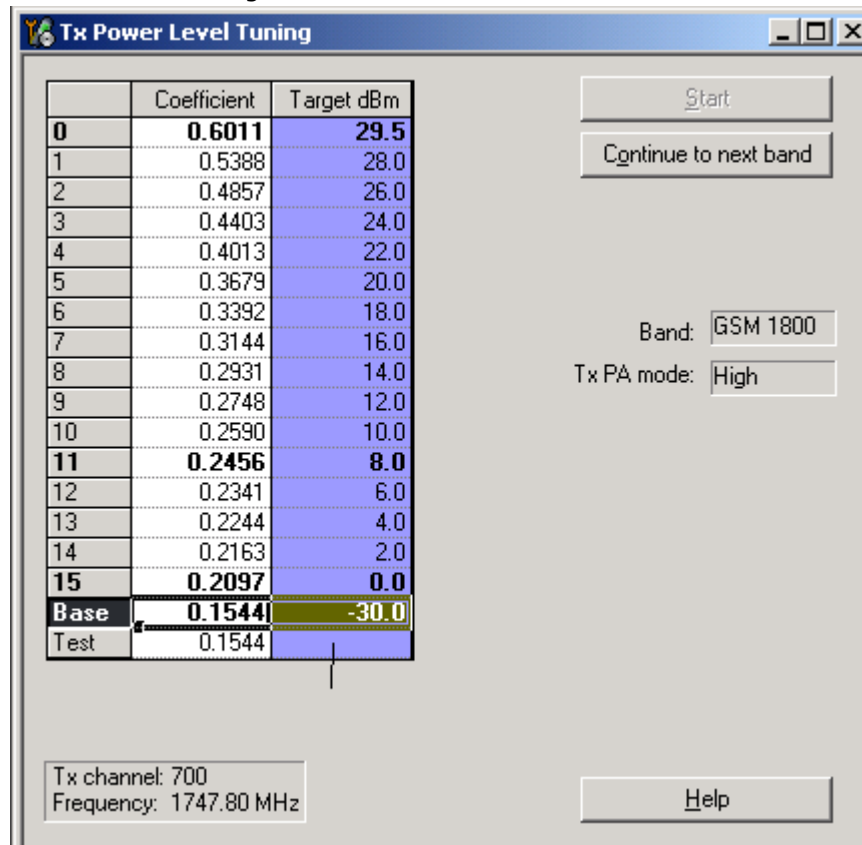 Tx Power Level Tuning
Coefficient Target dBm
0 0.6011 29.5
1 0.5388 28.0
2 0.4857 26.0
3 0.4403 24.0
4 0.4013 22.0
5 0.3679 20.0
6 0.3392 18.0
7 0.3144 16.0
8 0.2931 14.0
9 0.2748 12.0
10 0.2590 10.0
11 0.2456 8.0
12 0.2341 6.0
13 0.2244 4.0
14 0.2163 2.0
15 0.2097 0.0
Base 0.1544 -30.0
Test 0.1544
Start
Continue to next band
Band: GSM 1800
Tx PA mode: High
Tx channel: 700
Frequency: 1747.80 MHz
Help